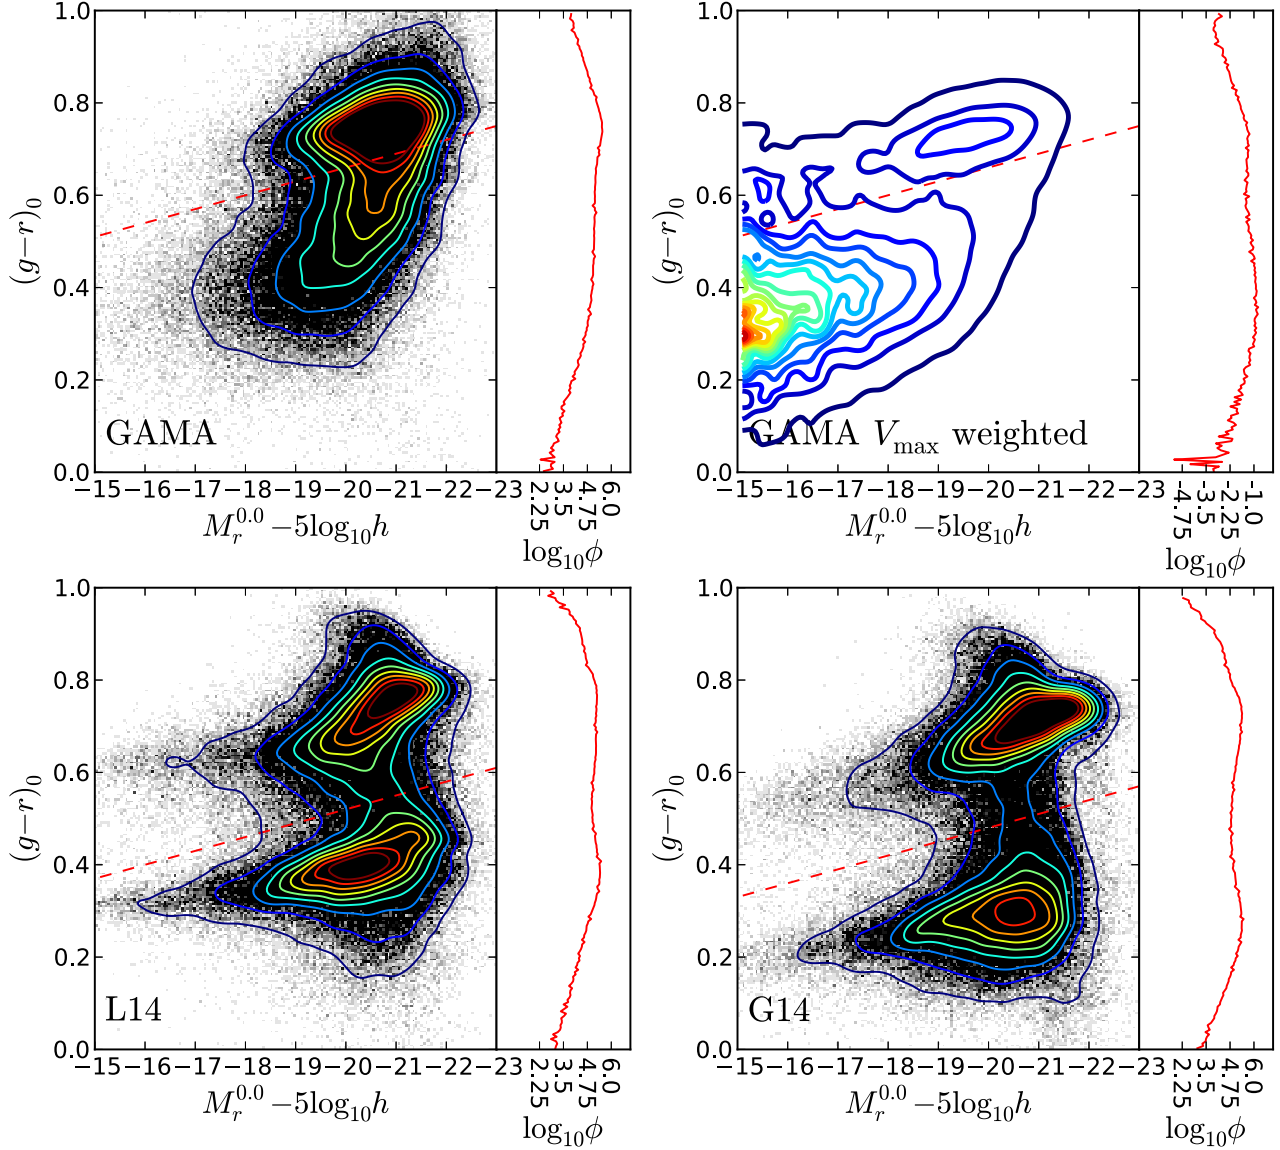 1.0
0.8
0.6
0.4
0.2
0.0
(g−r)₀
GAMA
−15 −16 −17 −18 −19 −20 −21 −22 −23
M_r^{0.0} −5log₁₀h
2.25 3.5 4.75 6.0
log₁₀ϕ
1.0
0.8
0.6
0.4
0.2
0.0
(g−r)₀
GAMA V_max weighted
−15 −16 −17 −18 −19 −20 −21 −22 −23
M_r^{0.0} −5log₁₀h
−4.75 −3.5 −2.25 −1.0
log₁₀ϕ
1.0
0.8
0.6
0.4
0.2
0.0
(g−r)₀
L14
−15 −16 −17 −18 −19 −20 −21 −22 −23
M_r^{0.0} −5log₁₀h
2.25 3.5 4.75 6.0
log₁₀ϕ
1.0
0.8
0.6
0.4
0.2
0.0
(g−r)₀
G14
−15 −16 −17 −18 −19 −20 −21 −22 −23
M_r^{0.0} −5log₁₀h
2.25 3.5 4.75 6.0
log₁₀ϕ